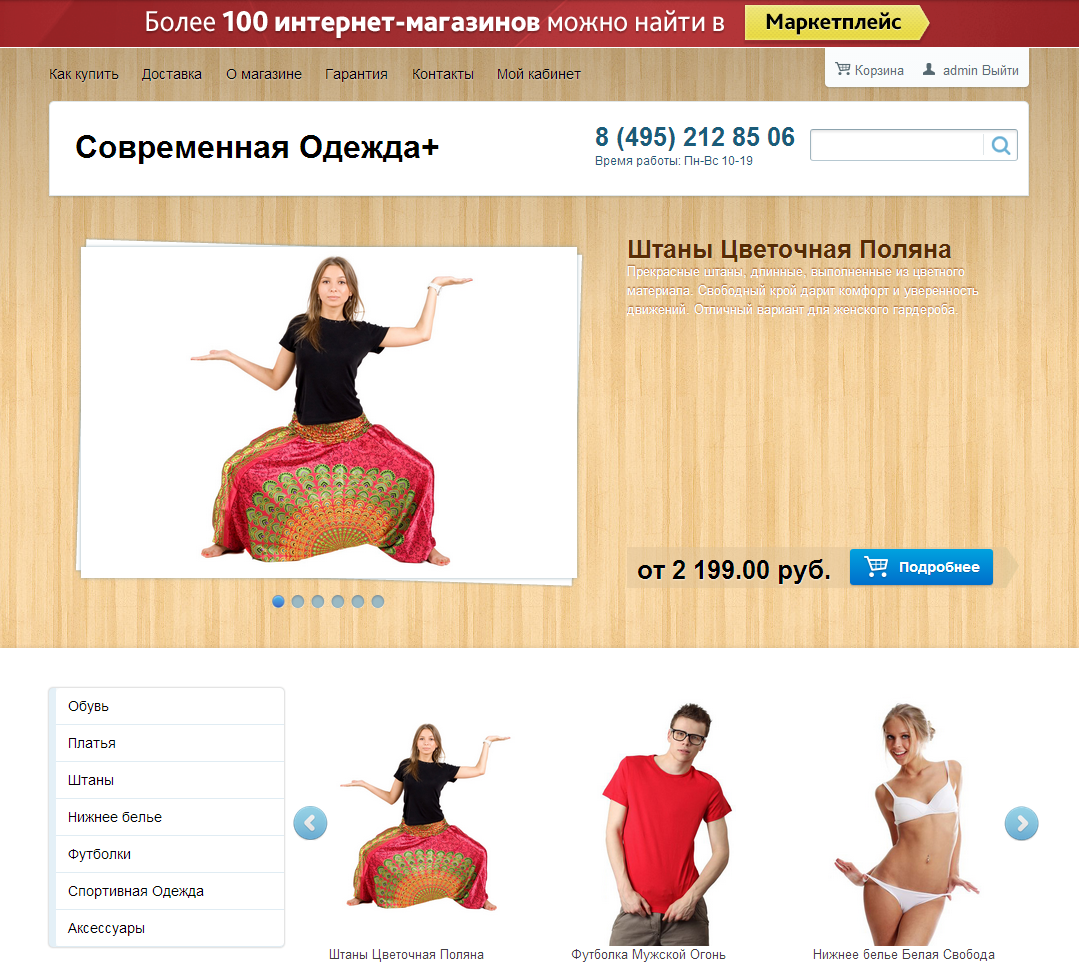 Более 100 интернет-магазинов можно найти в Маркетплейс
Как купить Доставка О магазине Гарантия Контакты Мой кабинет
Корзина admin Выйти
Современная Одежда+
8 (495) 212 85 06
Время работы: Пн-Вс 10-19
Штаны Цветочная Поляна
Прекрасные штаны, длинные, выполненные из цветного
материала. Свободный крой дарит комфорт и уверенность
движений. Отличный вариант для женского гардероба.
от 2 199.00 руб. Подробнее
Обувь
Платья
Штаны
Нижнее белье
Футболки
Спортивная Одежда
Аксессуары
Штаны Цветочная Поляна
Футболка Мужской Огонь
Нижнее белье Белая Свобода